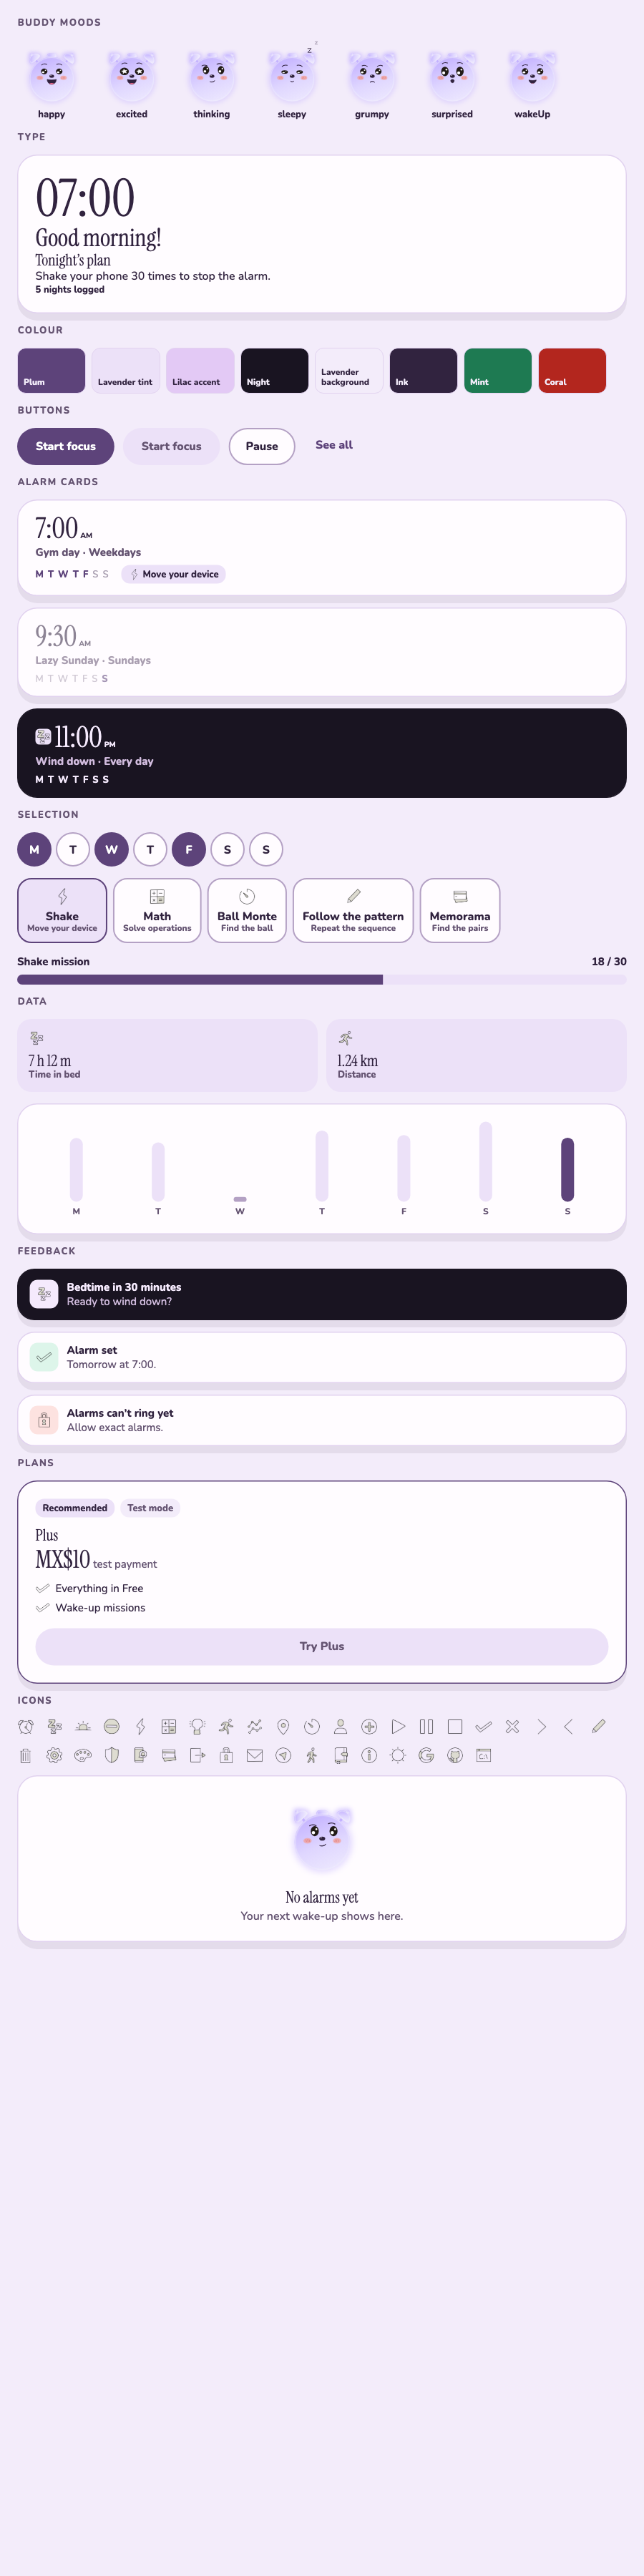 BUDDY MOODS
z
z
happy excited thinking sleepy grumpy surprised wakeUp
TYPE
07:00
Good morning!
Tonight's plan
Shake your phone 30 times to stop the alarm.
5 nights logged
COLOUR
Plum Lavender tint Lilac accent Night Lavender background Ink Mint Coral
BUTTONS
Start focus Start focus Pause See all
ALARM CARDS
7:00 AM
Gym day · Weekdays
M T W T F S S Move your device
9:30 AM
Lazy Sunday · Sundays
M T W T F S S
11:00 PM
Wind down · Every day
M T W T F S S
SELECTION
M T W T F S S
Shake Math Ball Monte Follow the pattern Memorama
Move your device Solve operations Find the ball Repeat the sequence Find the pairs
Shake mission 18 / 30
DATA
7 h 12 m 1.24 km
Time in bed Distance
M T W T F S S
FEEDBACK
Bedtime in 30 minutes
Ready to wind down?
Alarm set
Tomorrow at 7:00.
Alarms can't ring yet
Allow exact alarms.
PLANS
Recommended Test mode
Plus
MX$10 test payment
Everything in Free
Wake-up missions
Try Plus
ICONS
No alarms yet
Your next wake-up shows here.